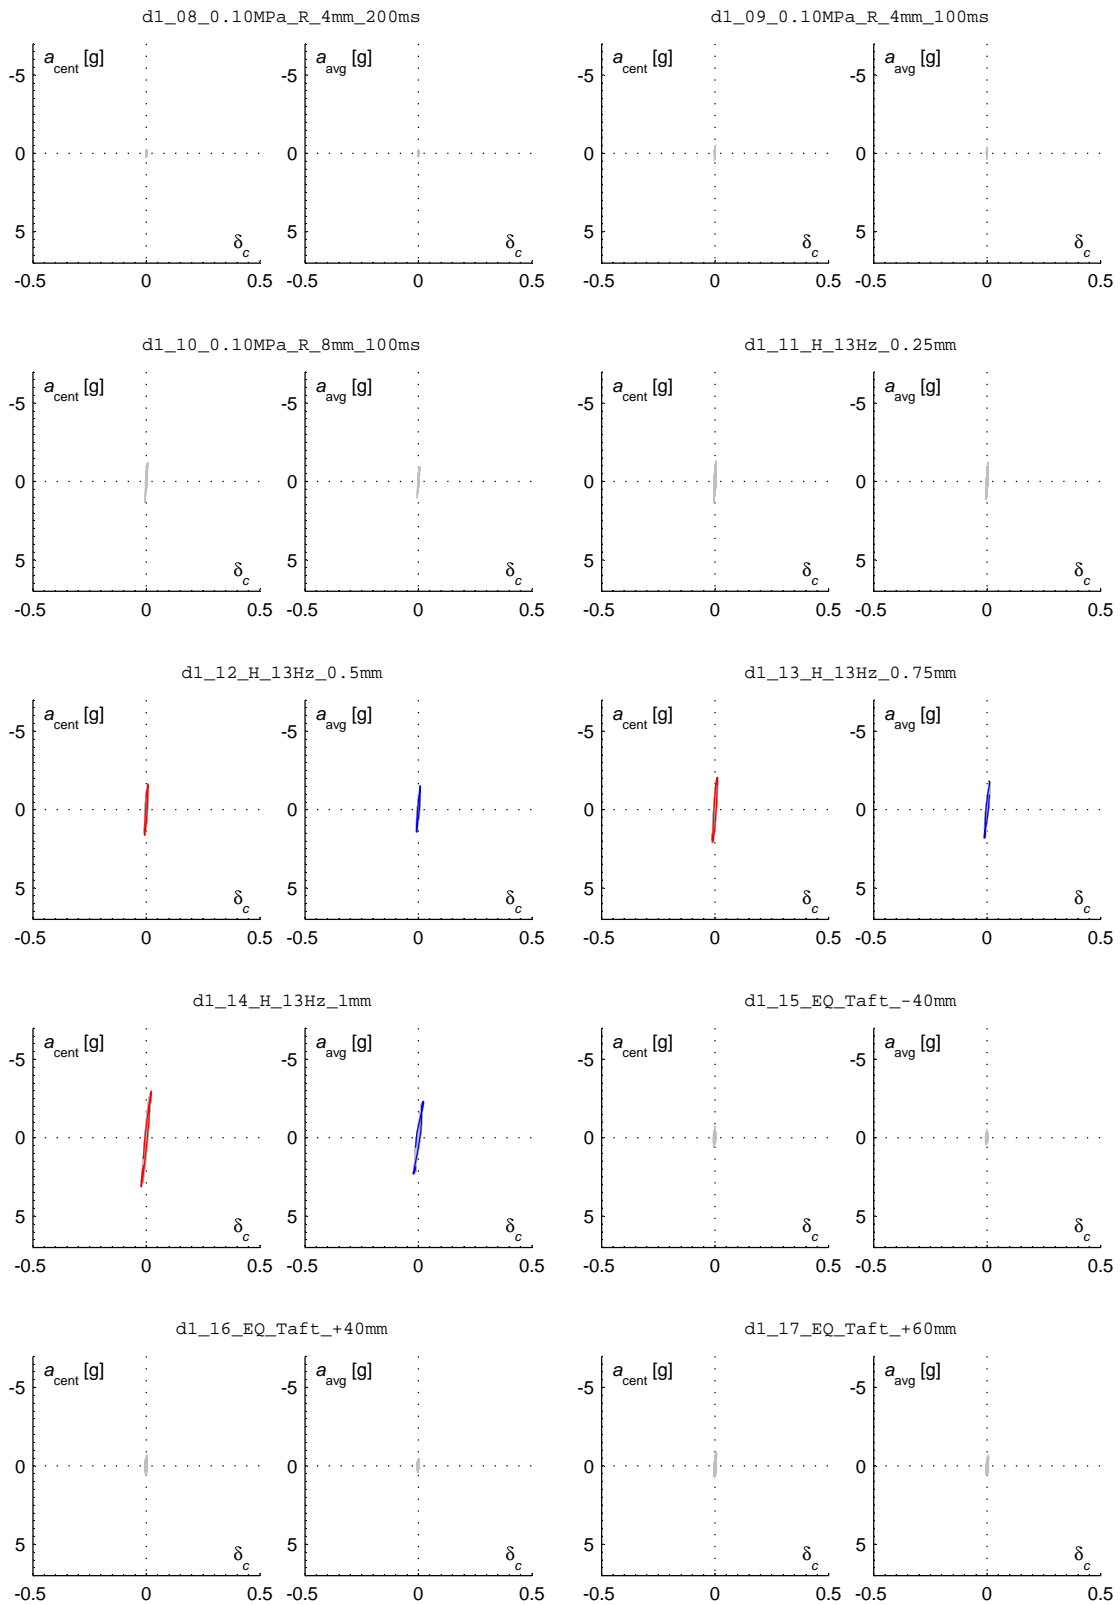 d1_08_0.10MPa_R_4mm_200ms
d1_09_0.10MPa_R_4mm_100ms
a_cent [g]
a_avg [g]
a_cent [g]
a_avg [g]
-5
-5
-5
-5
0
0
0
0
5
5
5
5
δ_c
δ_c
δ_c
δ_c
-0.5 0 0.5
-0.5 0 0.5
-0.5 0 0.5
-0.5 0 0.5
d1_10_0.10MPa_R_8mm_100ms
d1_11_H_13Hz_0.25mm
a_cent [g]
a_avg [g]
a_cent [g]
a_avg [g]
-5
-5
-5
-5
0
0
0
0
5
5
5
5
δ_c
δ_c
δ_c
δ_c
-0.5 0 0.5
-0.5 0 0.5
-0.5 0 0.5
-0.5 0 0.5
d1_12_H_13Hz_0.5mm
d1_13_H_13Hz_0.75mm
a_cent [g]
a_avg [g]
a_cent [g]
a_avg [g]
-5
-5
-5
-5
0
0
0
0
5
5
5
5
δ_c
δ_c
δ_c
δ_c
-0.5 0 0.5
-0.5 0 0.5
-0.5 0 0.5
-0.5 0 0.5
d1_14_H_13Hz_1mm
d1_15_EQ_Taft_-40mm
a_cent [g]
a_avg [g]
a_cent [g]
a_avg [g]
-5
-5
-5
-5
0
0
0
0
5
5
5
5
δ_c
δ_c
δ_c
δ_c
-0.5 0 0.5
-0.5 0 0.5
-0.5 0 0.5
-0.5 0 0.5
d1_16_EQ_Taft_+40mm
d1_17_EQ_Taft_+60mm
a_cent [g]
a_avg [g]
a_cent [g]
a_avg [g]
-5
-5
-5
-5
0
0
0
0
5
5
5
5
δ_c
δ_c
δ_c
δ_c
-0.5 0 0.5
-0.5 0 0.5
-0.5 0 0.5
-0.5 0 0.5